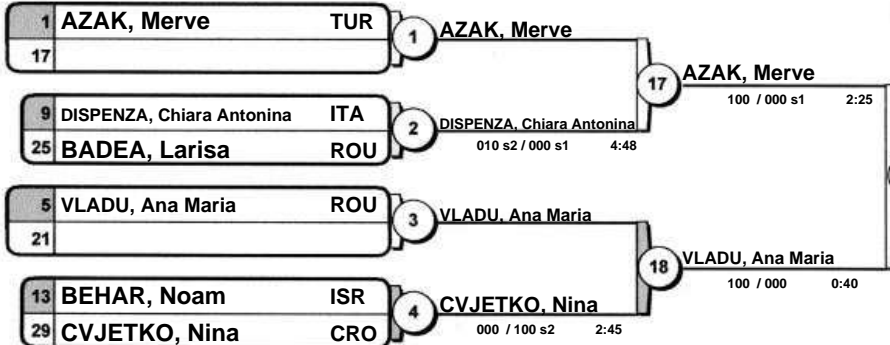 1 AZAK, Merve TUR
17
1
AZAK, Merve
9 DISPENZA, Chiara Antonina ITA
25 BADEA, Larisa ROU
2
DISPENZA, Chiara Antonina
010 s2 / 000 s1 4:48
17
AZAK, Merve
100 / 000 s1 2:25
5 VLADU, Ana Maria ROU
21
3
VLADU, Ana Maria
13 BEHAR, Noam ISR
29 CVJETKO, Nina CRO
4
CVJETKO, Nina
000 / 100 s2 2:45
18
VLADU, Ana Maria
100 / 000 0:40